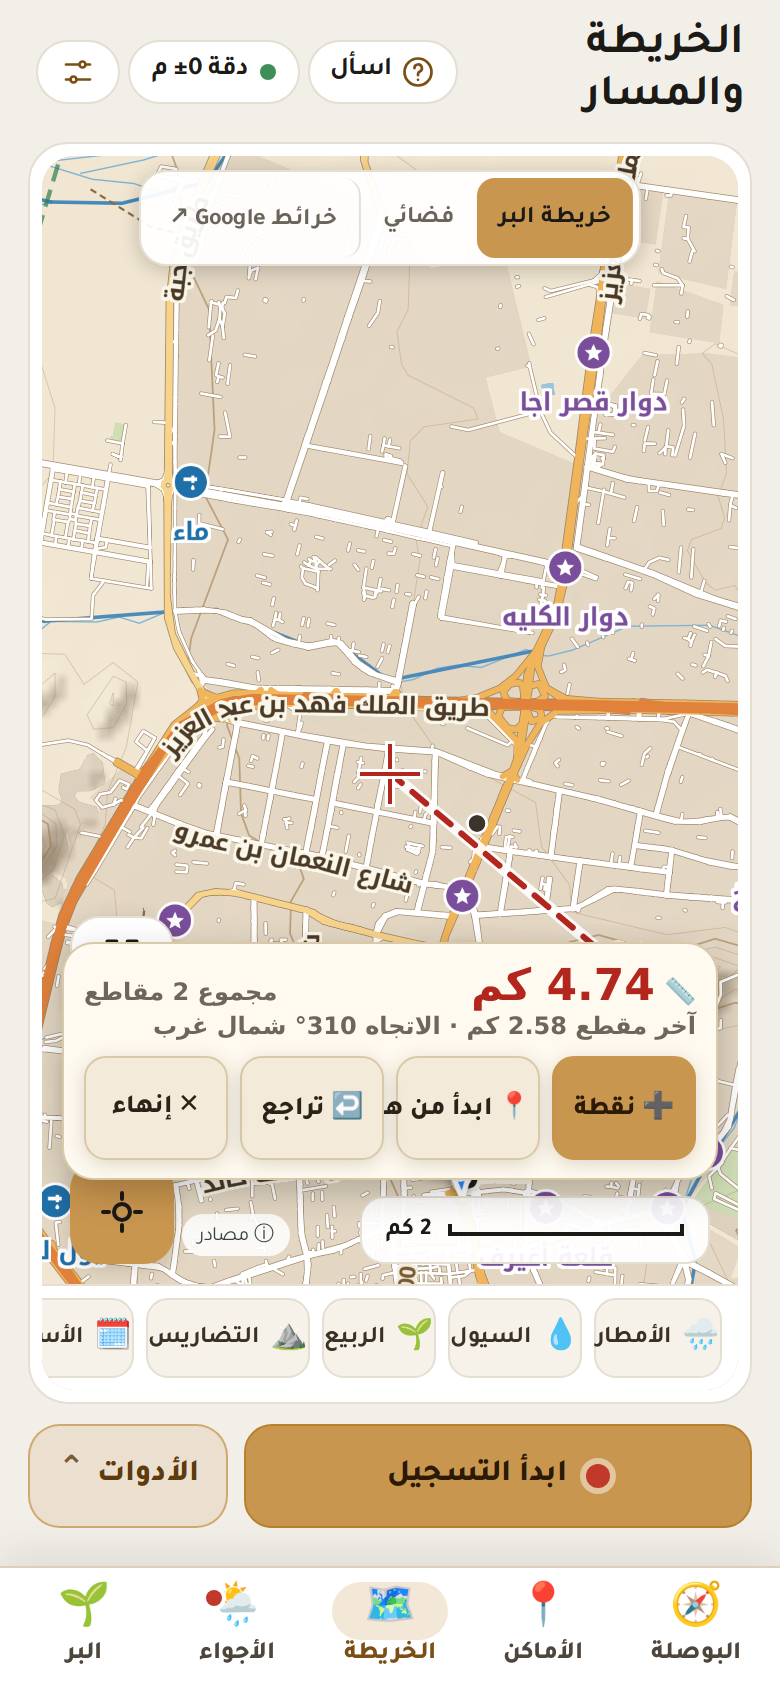 الخريطة
والمسار
اسأل
دقة 0± م
خريطة البر
فضائي
خرائط Google ↗
دوار قصر اجا
ماء
دوار الكليه
طريق الملك فهد بن عبد العزيز
شارع النعمان بن عمرو
4.74 كم
مجموع 2 مقاطع
آخر مقطع 2.58 كم · الاتجاه 310° شمال غرب
نقطة
ابدأ من ه
تراجع
✕ إنهاء
2 كم
مصادر
الأمطار
السيول
الربيع
التضاريس
الأس
ابدأ التسجيل
الأدوات
البوصلة
الأماكن
الخريطة
الأجواء
البر